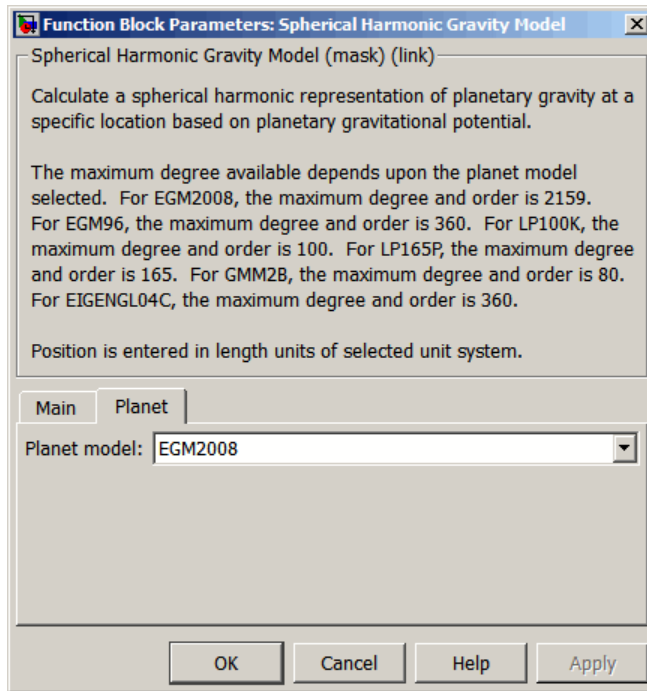 Function Block Parameters: Spherical Harmonic Gravity Model
Spherical Harmonic Gravity Model (mask) (link)
Calculate a spherical harmonic representation of planetary gravity at a
specific location based on planetary gravitational potential.
The maximum degree available depends upon the planet model
selected. For EGM2008, the maximum degree and order is 2159.
For EGM96, the maximum degree and order is 360. For LP100K, the
maximum degree and order is 100. For LP165P, the maximum degree
and order is 165. For GMM2B, the maximum degree and order is 80.
For EIGENGL04C, the maximum degree and order is 360.
Position is entered in length units of selected unit system.
Main Planet
Planet model: EGM2008
OK Cancel Help Apply